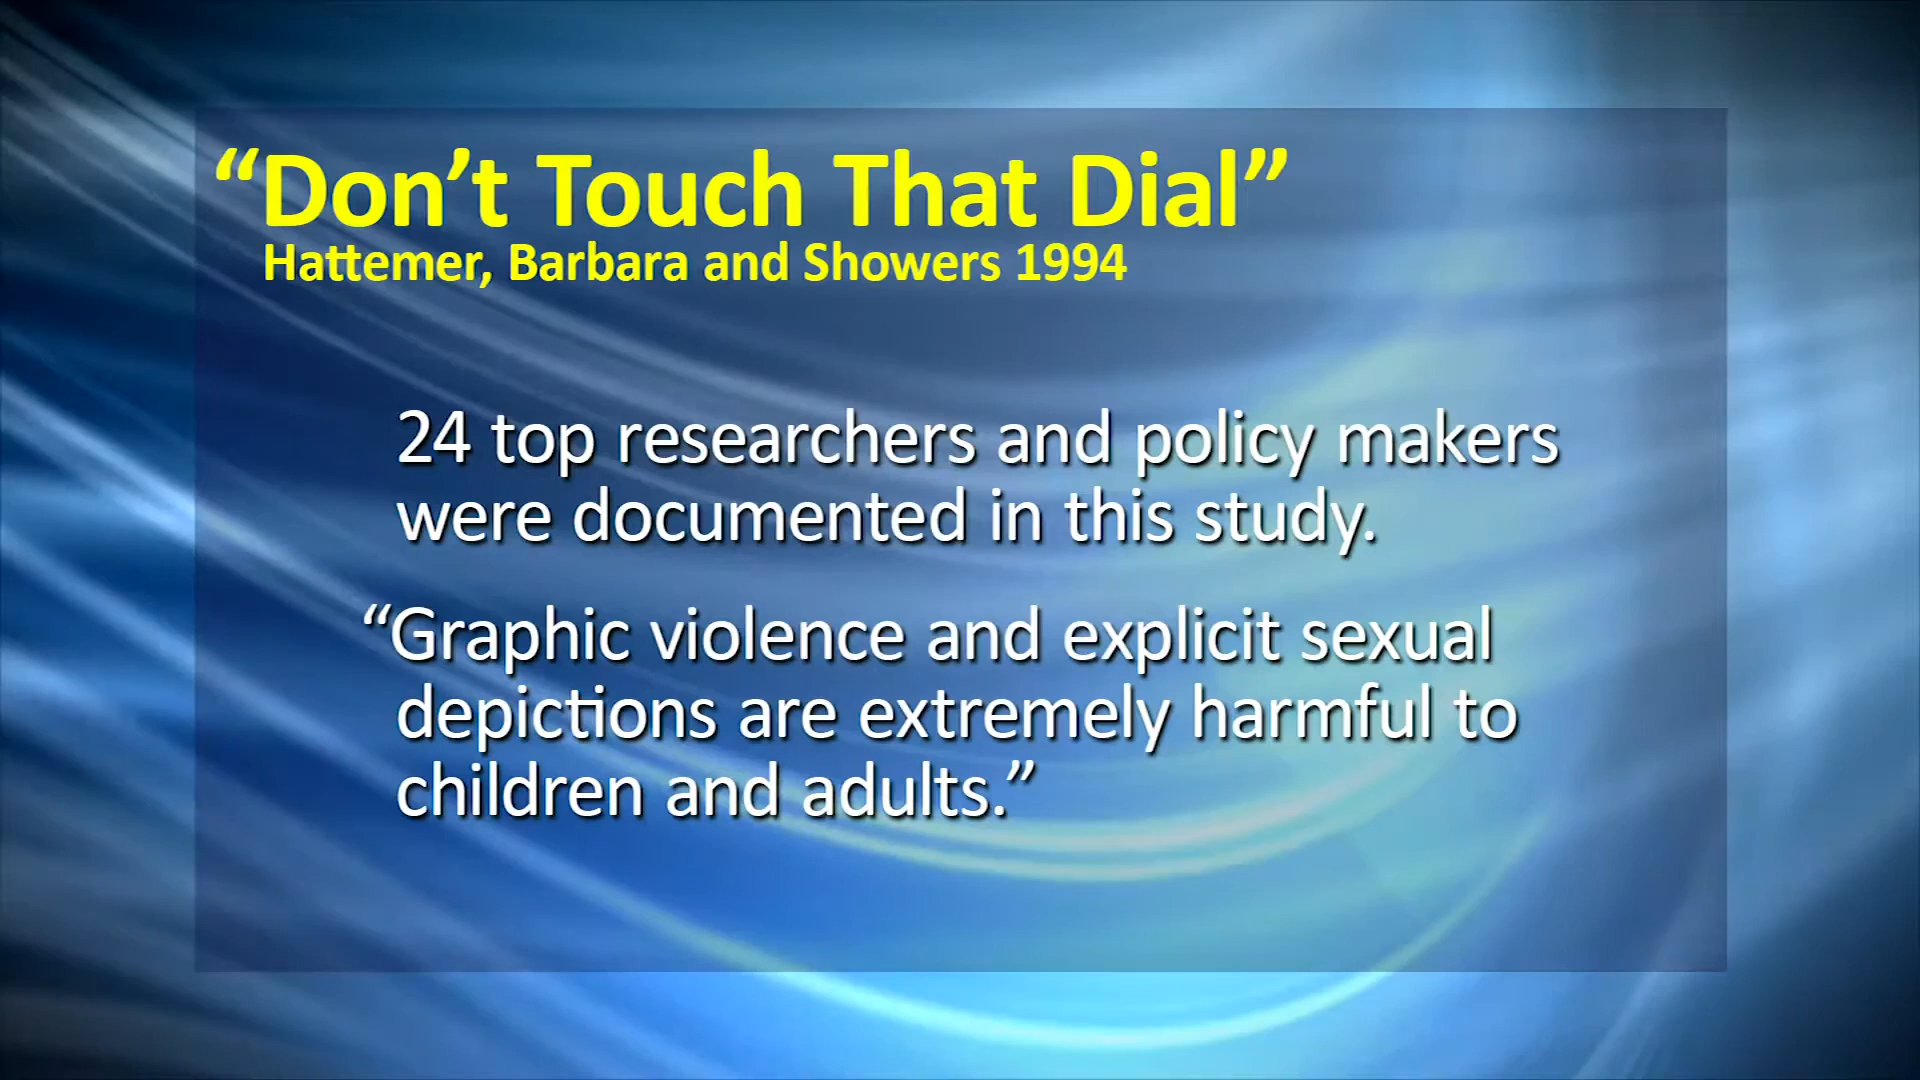 “Don’t Touch That Dial”
Hattemer, Barbara and Showers 1994
24 top researchers and policy makers
were documented in this study.
“Graphic violence and explicit sexual
depictions are extremely harmful to
children and adults.”